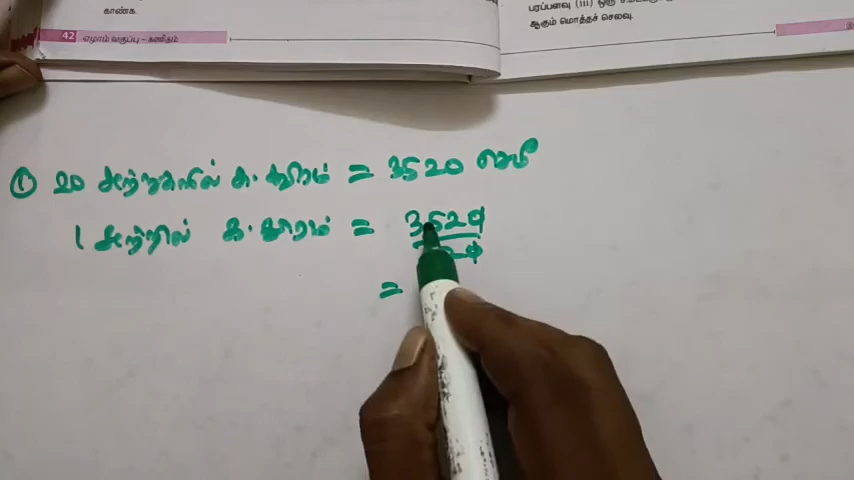 காண்க.
பரப்பளவு (iii) ஒரு
ஆகும் மொத்தச் செலவு.
42 ஏழாம் வகுப்பு - கணிதம்
① 20 சுற்றுகளில் க. தூரம் = 3520 செமீ
1 சுற்றில் க. தூரம் = 3520
20
=